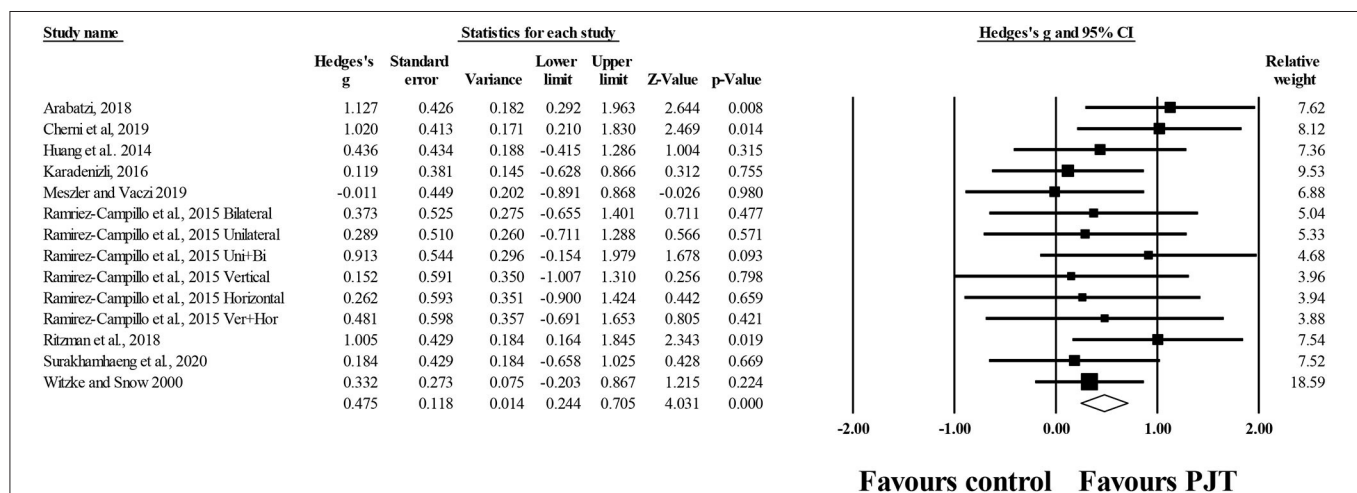 Study name Statistics for each study Hedges's g and 95% CI
Hedges's Standard Lower Upper Relative
g error Variance limit limit Z-Value p-Value weight
Arabatzi, 2018 1.127 0.426 0.182 0.292 1.963 2.644 0.008 7.62
Cherni et al, 2019 1.020 0.413 0.171 0.210 1.830 2.469 0.014 8.12
Huang et al.. 2014 0.436 0.434 0.188 -0.415 1.286 1.004 0.315 7.36
Karadenizli, 2016 0.119 0.381 0.145 -0.628 0.866 0.312 0.755 9.53
Meszler and Vaczi 2019 -0.011 0.449 0.202 -0.891 0.868 -0.026 0.980 6.88
Ramriez-Campillo et al., 2015 Bilateral 0.373 0.525 0.275 -0.655 1.401 0.711 0.477 5.04
Ramirez-Campillo et al., 2015 Unilateral 0.289 0.510 0.260 -0.711 1.288 0.566 0.571 5.33
Ramirez-Campillo et al., 2015 Uni+Bi 0.913 0.544 0.296 -0.154 1.979 1.678 0.093 4.68
Ramirez-Campillo et al., 2015 Vertical 0.152 0.591 0.350 -1.007 1.310 0.256 0.798 3.96
Ramirez-Campillo et al., 2015 Horizontal 0.262 0.593 0.351 -0.900 1.424 0.442 0.659 3.94
Ramirez-Campillo et al., 2015 Ver+Hor 0.481 0.598 0.357 -0.691 1.653 0.805 0.421 3.88
Ritzman et al., 2018 1.005 0.429 0.184 0.164 1.845 2.343 0.019 7.54
Surakhamhaeng et al., 2020 0.184 0.429 0.184 -0.658 1.025 0.428 0.669 7.52
Witzke and Snow 2000 0.332 0.273 0.075 -0.203 0.867 1.215 0.224 18.59
0.475 0.118 0.014 0.244 0.705 4.031 0.000
-2.00 -1.00 0.00 1.00 2.00
Favours control Favours PJT